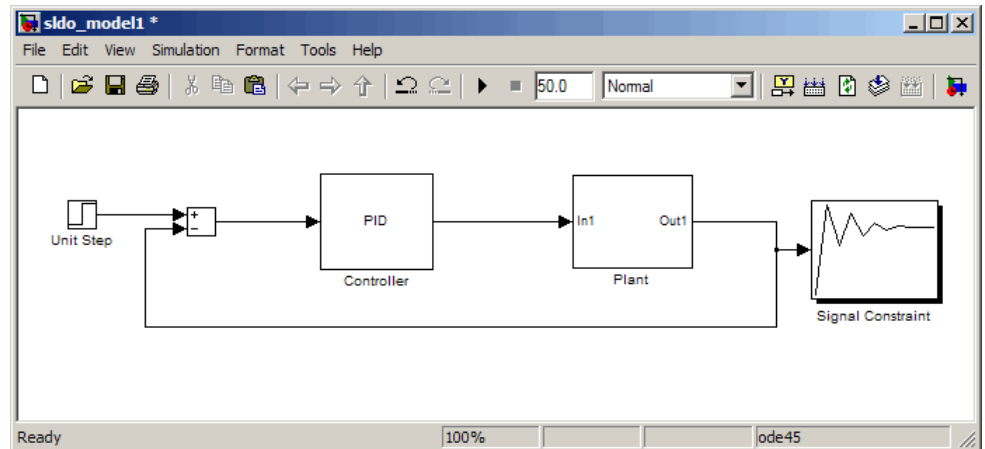 sldo_model1 *
File Edit View Simulation Format Tools Help
50.0 Normal
+
−
Unit Step
PID
Controller
In1 Out1
Plant
Signal Constraint
Ready 100% ode45